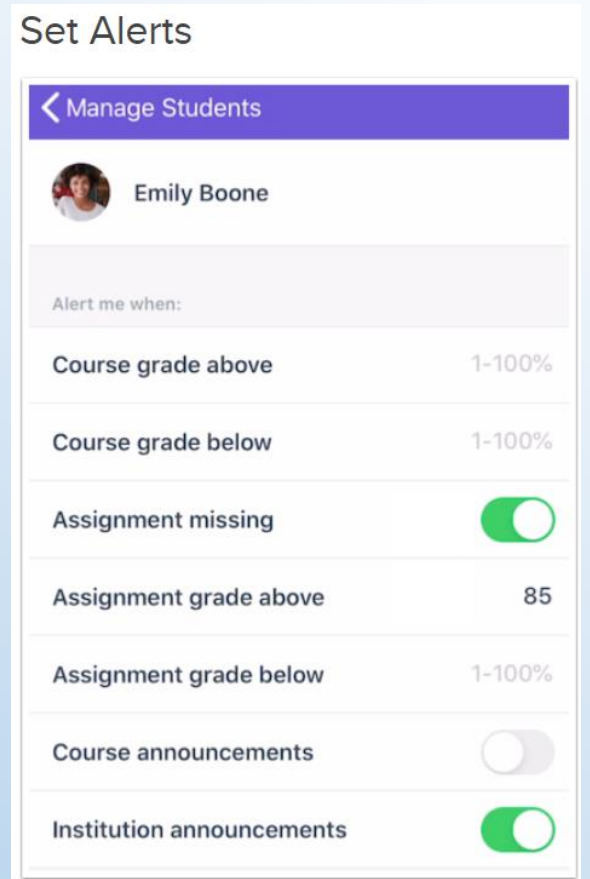 Set Alerts
Manage Students
Emily Boone
Alert me when:
Course grade above 1-100%
Course grade below 1-100%
Assignment missing
Assignment grade above 85
Assignment grade below 1-100%
Course announcements
Institution announcements